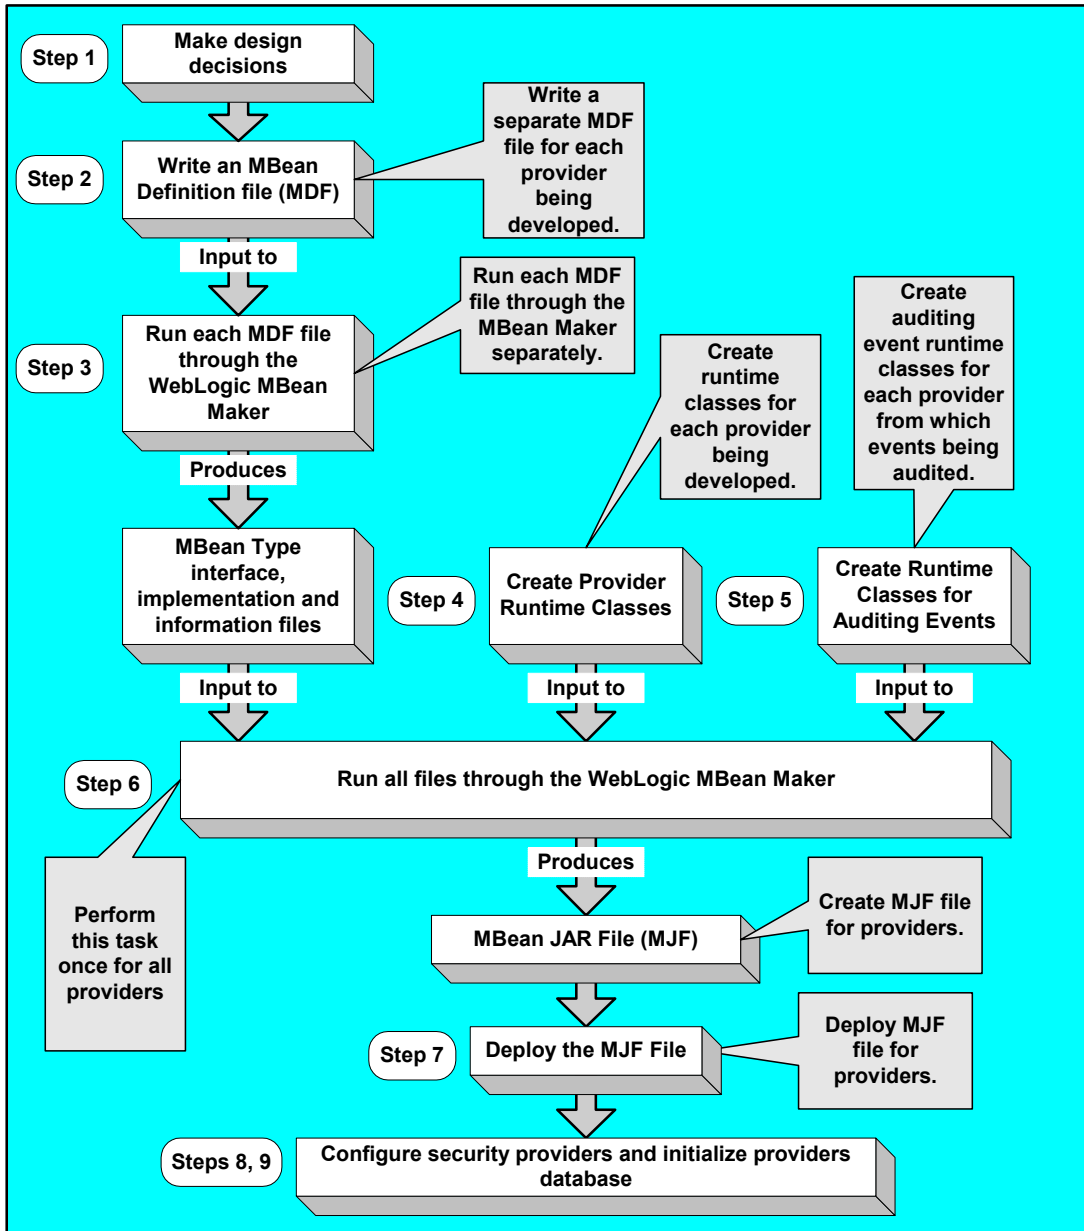 Step 1
Make design
decisions
Step 2
Write an MBean
Definition file (MDF)
Write a
separate MDF
file for each
provider
being
developed.
Input to
Step 3
Run each MDF file
through the
WebLogic MBean
Maker
Run each MDF
file through the
MBean Maker
separately.
Create
runtime
classes for
each provider
being
developed.
Create
auditing
event runtime
classes for
each provider
from which
events being
audited.
Produces
MBean Type
interface,
implementation and
information files
Step 4
Create Provider
Runtime Classes
Step 5
Create Runtime
Classes for
Auditing Events
Input to
Input to
Input to
Step 6
Run all files through the WebLogic MBean Maker
Perform
this task
once for all
providers
Produces
MBean JAR File (MJF)
Create MJF file
for providers.
Step 7
Deploy the MJF File
Deploy MJF
file for
providers.
Steps 8, 9
Configure security providers and initialize providers
database